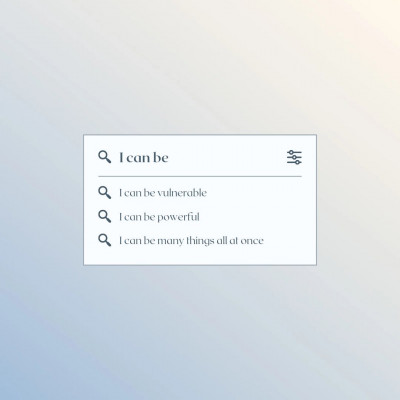 I can be
I can be vulnerable
I can be powerful
I can be many things all at once